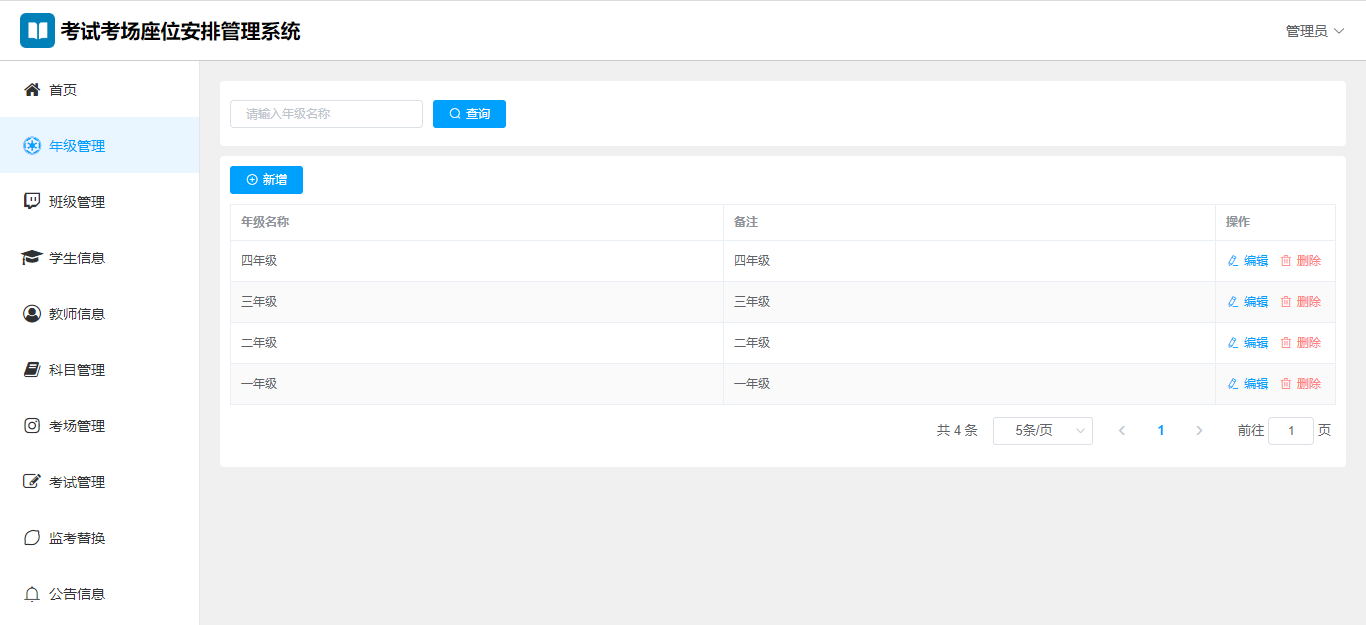 考试考场座位安排管理系统
管理员
首页
年级管理
班级管理
学生信息
教师信息
科目管理
考场管理
考试管理
监考替换
公告信息
请输入年级名称 查询
新增
年级名称 备注 操作
四年级 四年级 编辑 删除
三年级 三年级 编辑 删除
二年级 二年级 编辑 删除
一年级 一年级 编辑 删除
共 4 条 5条/页 1 前往 1 页